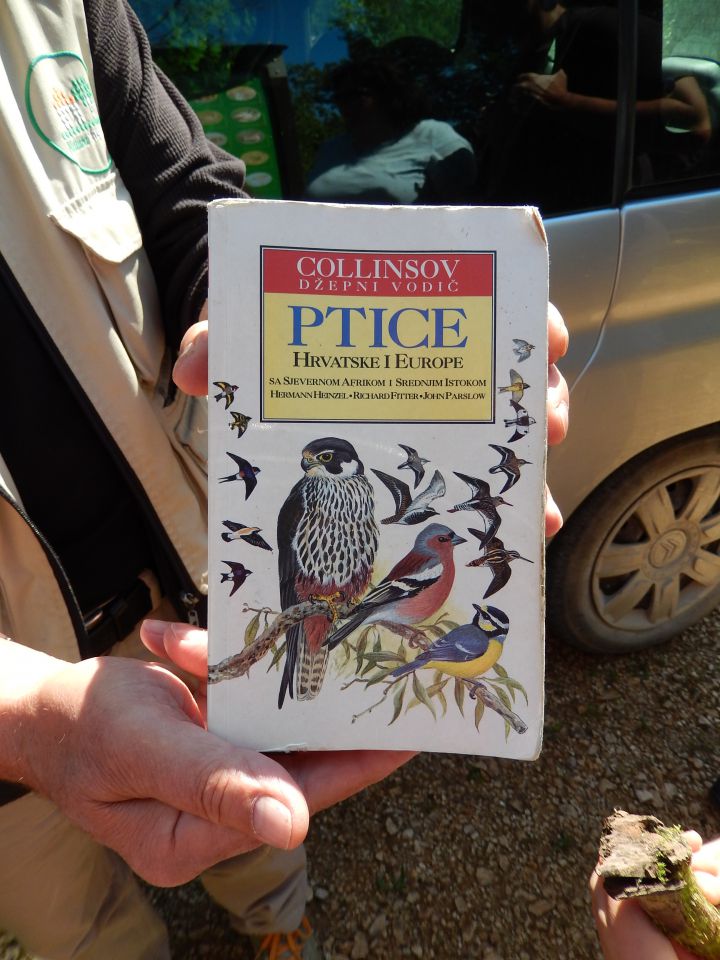 COLLINSOV
DŽEPNI VODIČ
PTICE
HRVATSKE I EUROPE
SA SJEVERNOM AFRIKOM I SREDNJIM ISTOKOM
HERMANN HEINZEL • RICHARD FITTER • JOHN PARSLOW